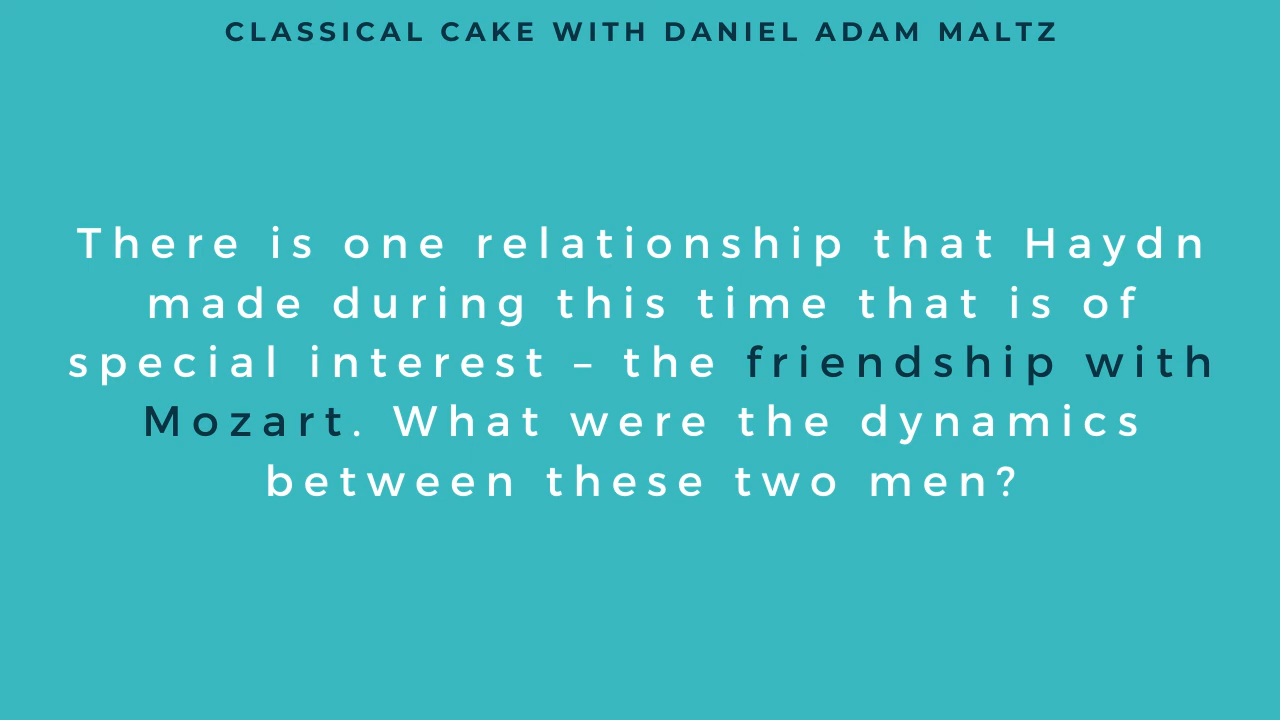 CLASSICAL CAKE WITH DANIEL ADAM MALTZ
There is one relationship that Haydn
made during this time that is of
special interest – the friendship with
Mozart. What were the dynamics
between these two men?